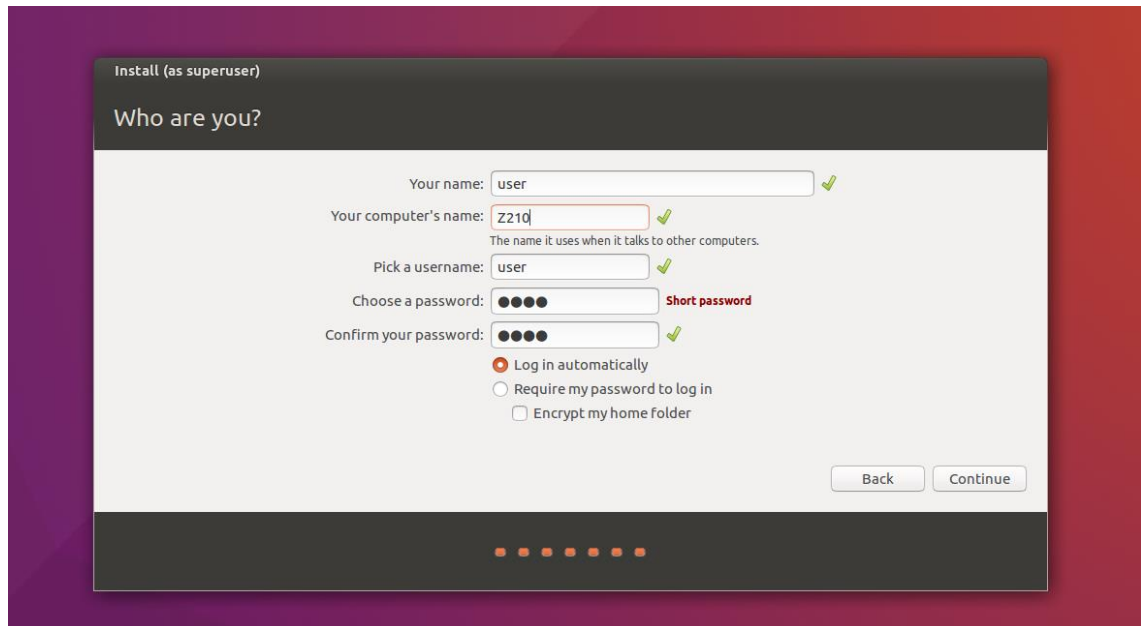 Install (as superuser)
Who are you?
Your name: user
Your computer's name: Z210
The name it uses when it talks to other computers.
Pick a username: user
Choose a password: ●●●● Short password
Confirm your password: ●●●●
Log in automatically
Require my password to log in
Encrypt my home folder
Back Continue